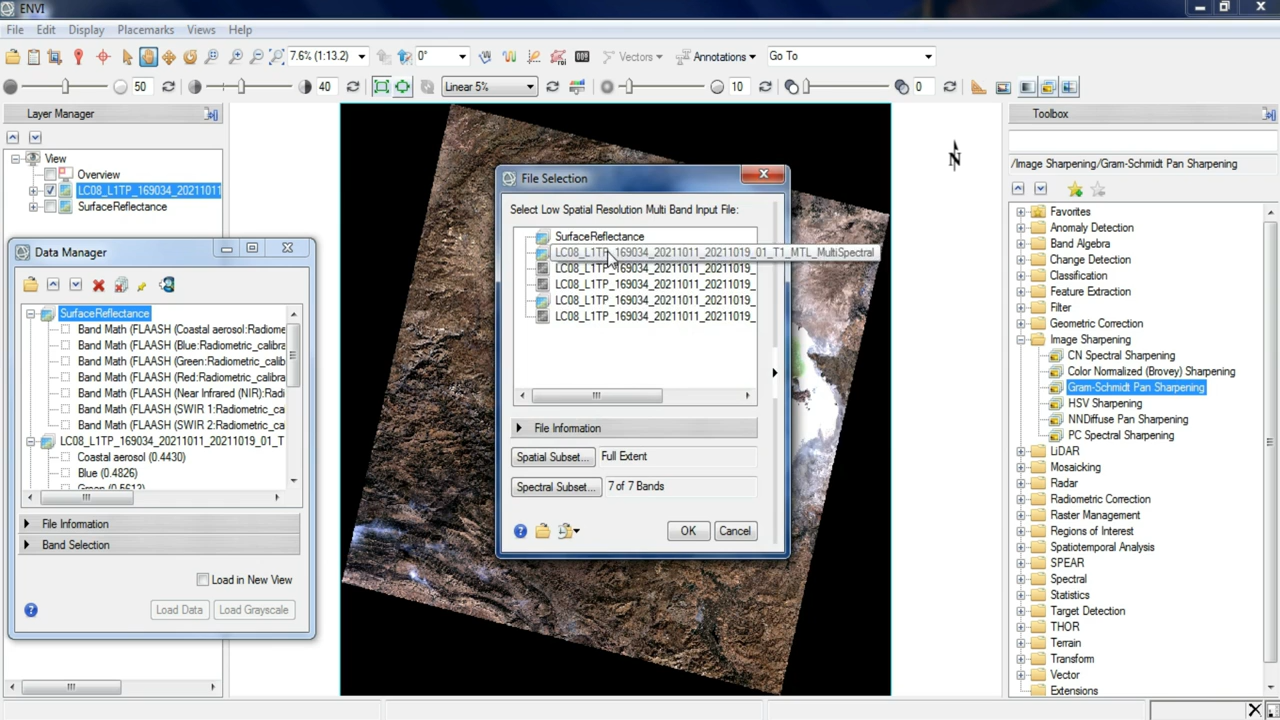 ENVI
File Edit Display Placemarks Views Help
7.6% (1:13.2) 0° Vectors Annotations Go To
50 40 Linear 5% 10 0
Layer Manager
View
Overview
LC08_L1TP_169034_20211011
SurfaceReflectance
Data Manager
SurfaceReflectance
Band Math (FLAASH (Coastal aerosol:Radiome
Band Math (FLAASH (Blue:Radiometric_calibra
Band Math (FLAASH (Green:Radiometric_calib
Band Math (FLAASH (Red:Radiometric_calibra
Band Math (FLAASH (Near Infrared (NIR):Radi
Band Math (FLAASH (SWIR 1:Radiometric_ca
Band Math (FLAASH (SWIR 2:Radiometric_ca
LC08_L1TP_169034_20211011_20211019_01_T
Coastal aerosol (0.4430)
Blue (0.4826)
Green (0.5613)
File Information
Band Selection
Load in New View
Load Data Load Grayscale
File Selection
Select Low Spatial Resolution Multi Band Input File:
SurfaceReflectance
LC08_L1TP_169034_20211011_20211019_01_T1_MTL_MultiSpectral
LC08_L1TP_169034_20211011_20211019_
LC08_L1TP_169034_20211011_20211019_
LC08_L1TP_169034_20211011_20211019_
LC08_L1TP_169034_20211011_20211019_
File Information
Spatial Subset... Full Extent
Spectral Subset... 7 of 7 Bands
OK Cancel
N
Toolbox
/Image Sharpening/Gram-Schmidt Pan Sharpening
Favorites
Anomaly Detection
Band Algebra
Change Detection
Classification
Feature Extraction
Filter
Geometric Correction
Image Sharpening
CN Spectral Sharpening
Color Normalized (Brovey) Sharpening
Gram-Schmidt Pan Sharpening
HSV Sharpening
NNDiffuse Pan Sharpening
PC Spectral Sharpening
LiDAR
Mosaicking
Radar
Radiometric Correction
Raster Management
Regions of Interest
Spatiotemporal Analysis
SPEAR
Spectral
Statistics
Target Detection
THOR
Terrain
Transform
Vector
Extensions